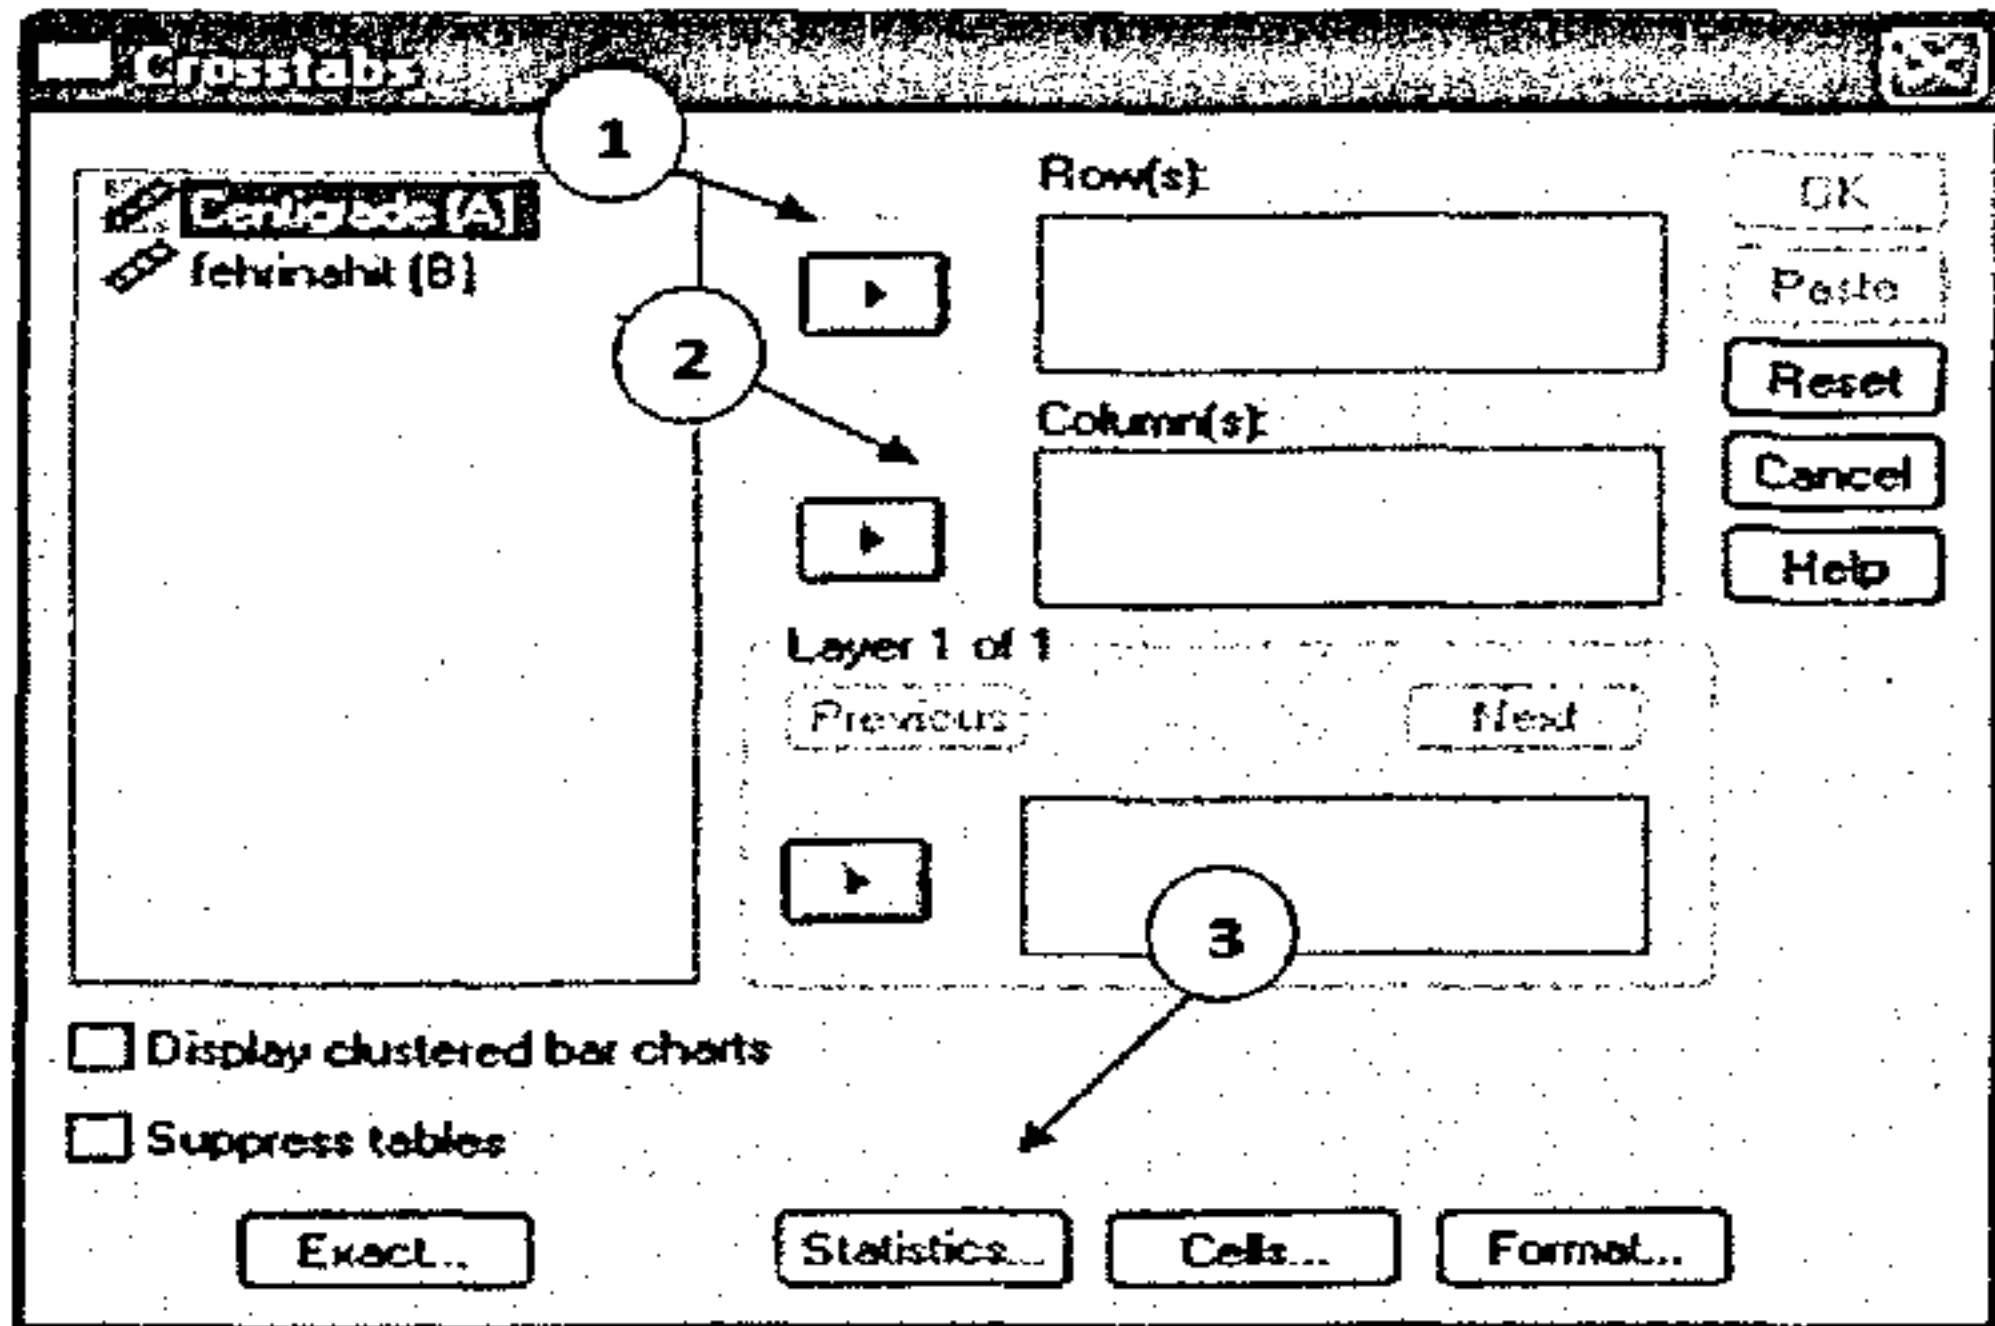 Crosstabs
1
Centigrade (A)
fehrinahit (B)
2
Row(s):
Column(s):
Layer 1 of 1
Previous
Next
3
OK
Paste
Reset
Cancel
Help
Display clustered bar charts
Suppress tables
Exact...
Statistics...
Cells...
Format...